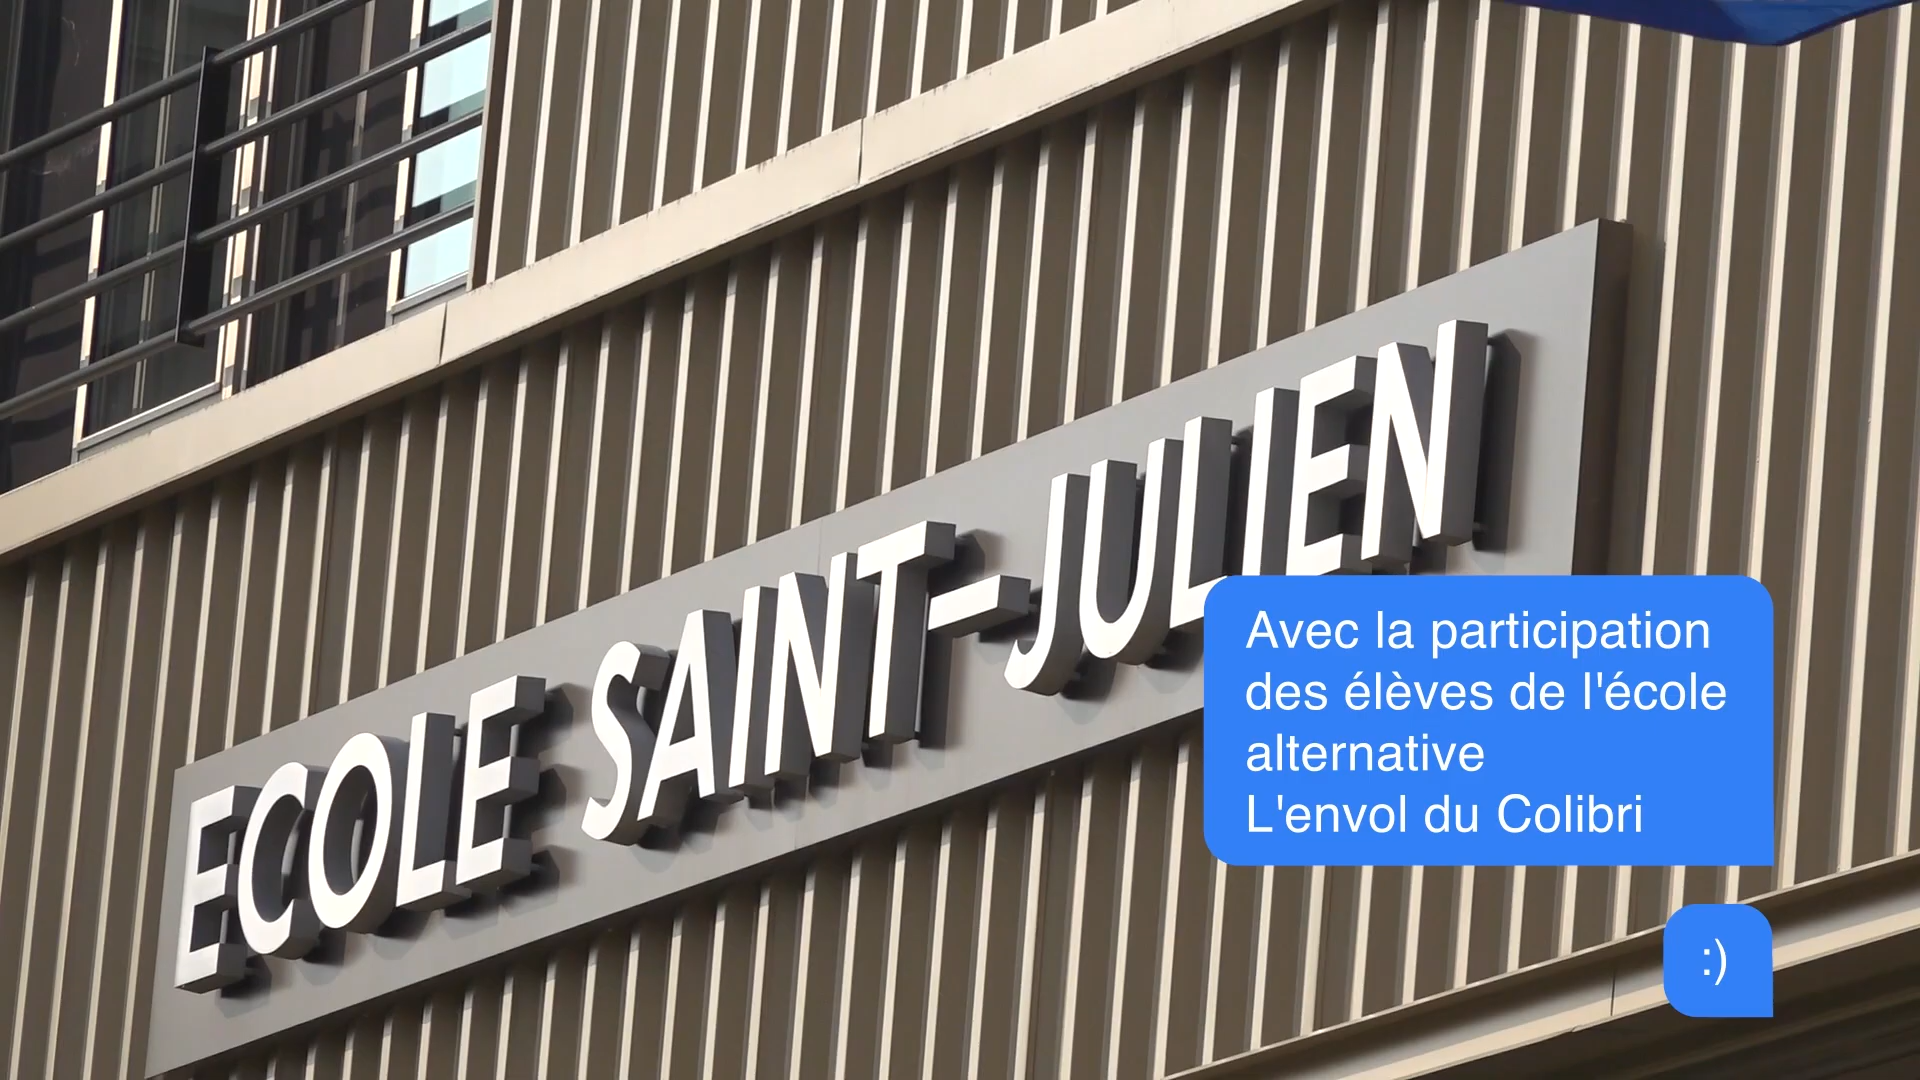 ECOLE SAINT-JULIEN
Avec la participation
des élèves de l'école
alternative
L'envol du Colibri
:)